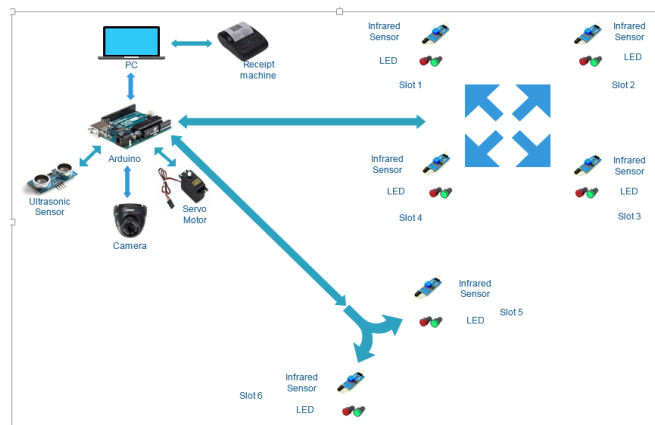 PC
Receipt
machine
Arduino
Ultrasonic
Sensor
Servo
Motor
Camera
Infrared
Sensor
LED
Slot 1
Infrared
Sensor
LED
Slot 2
Infrared
Sensor
LED
Slot 4
Infrared
Sensor
LED
Slot 3
Infrared
Sensor
LED
Slot 5
Infrared
Sensor
Slot 6
LED